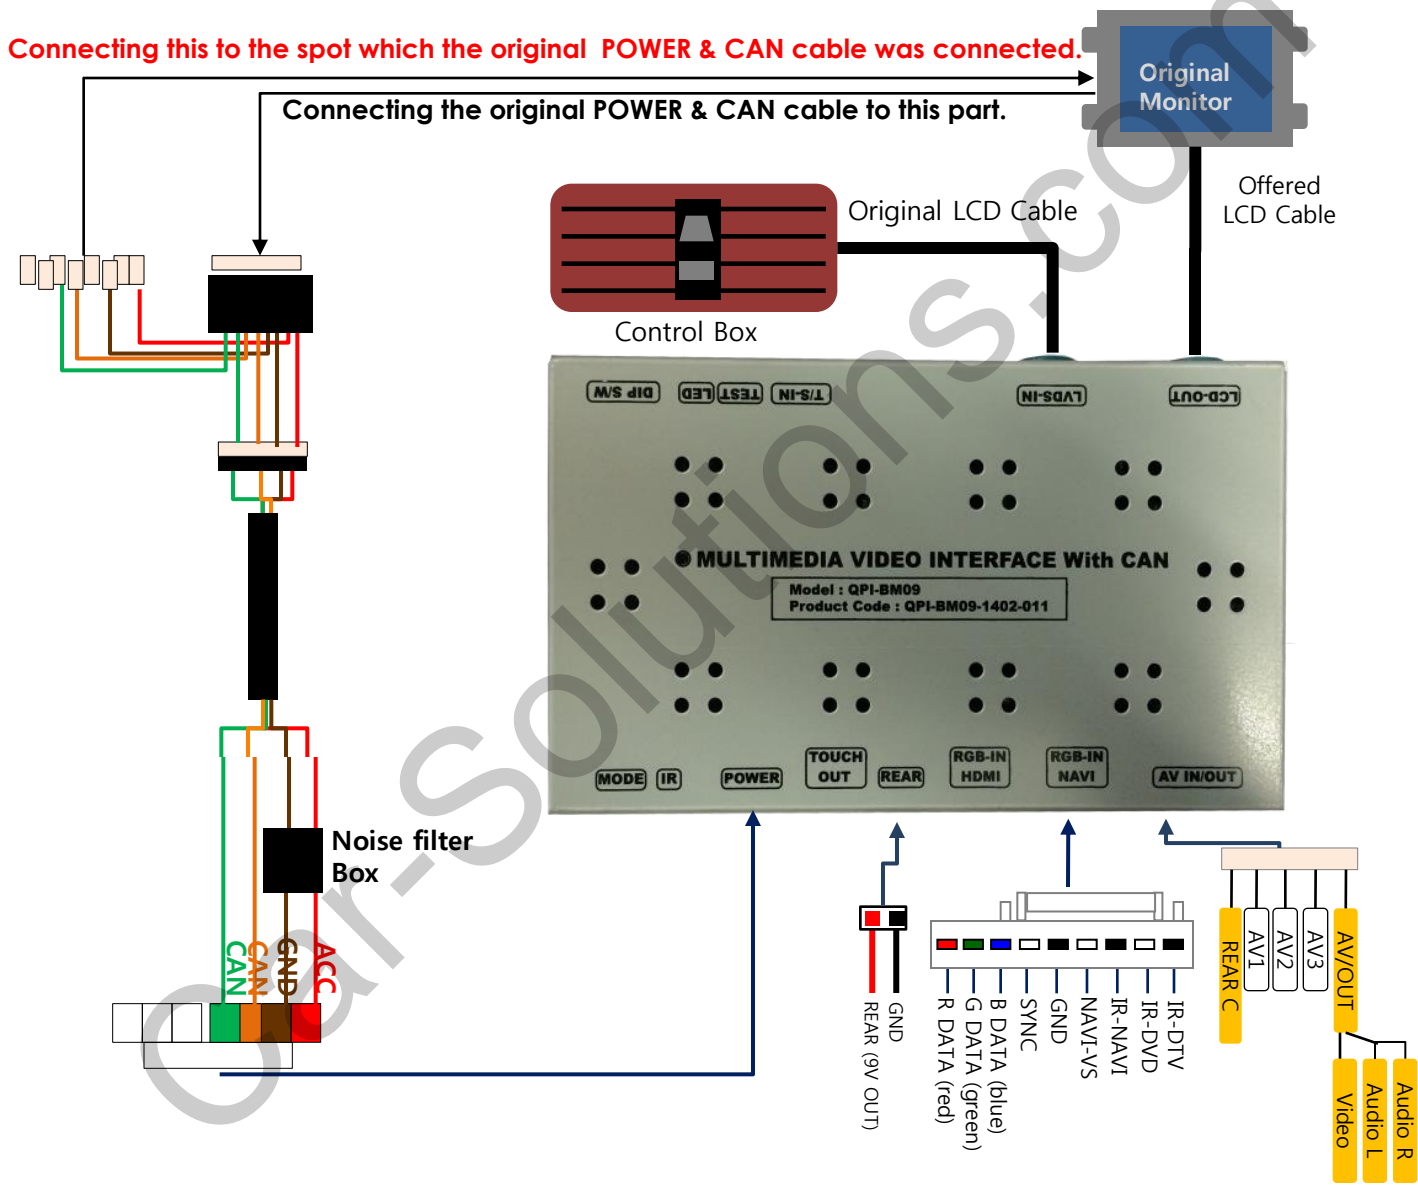 Connecting this to the spot which the original  POWER & CAN cable was connected.
Connecting the original POWER & CAN cable to this part.
Original
Monitor
Offered
LCD Cable
Original LCD Cable
Control Box
DIP S/W
LED
TEST
T/S-IN
LVDS-IN
LCD-OUT
MULTIMEDIA VIDEO INTERFACE With CAN
Model : QPI-BM09
Product Code : QPI-BM09-1402-011
MODE
IR
POWER
TOUCH
OUT
REAR
RGB-IN
HDMI
RGB-IN
NAVI
AV IN/OUT
Noise filter
Box
CAN
CAN
GND
ACC
REAR (9V OUT)
GND
R DATA (red)
G DATA (green)
B DATA (blue)
SYNC
GND
NAVI-VS
IR-NAVI
IR-DVD
IR-DTV
REAR C
AV1
AV2
AV3
AV/OUT
Video
Audio L
Audio R
Car-Solutions.com